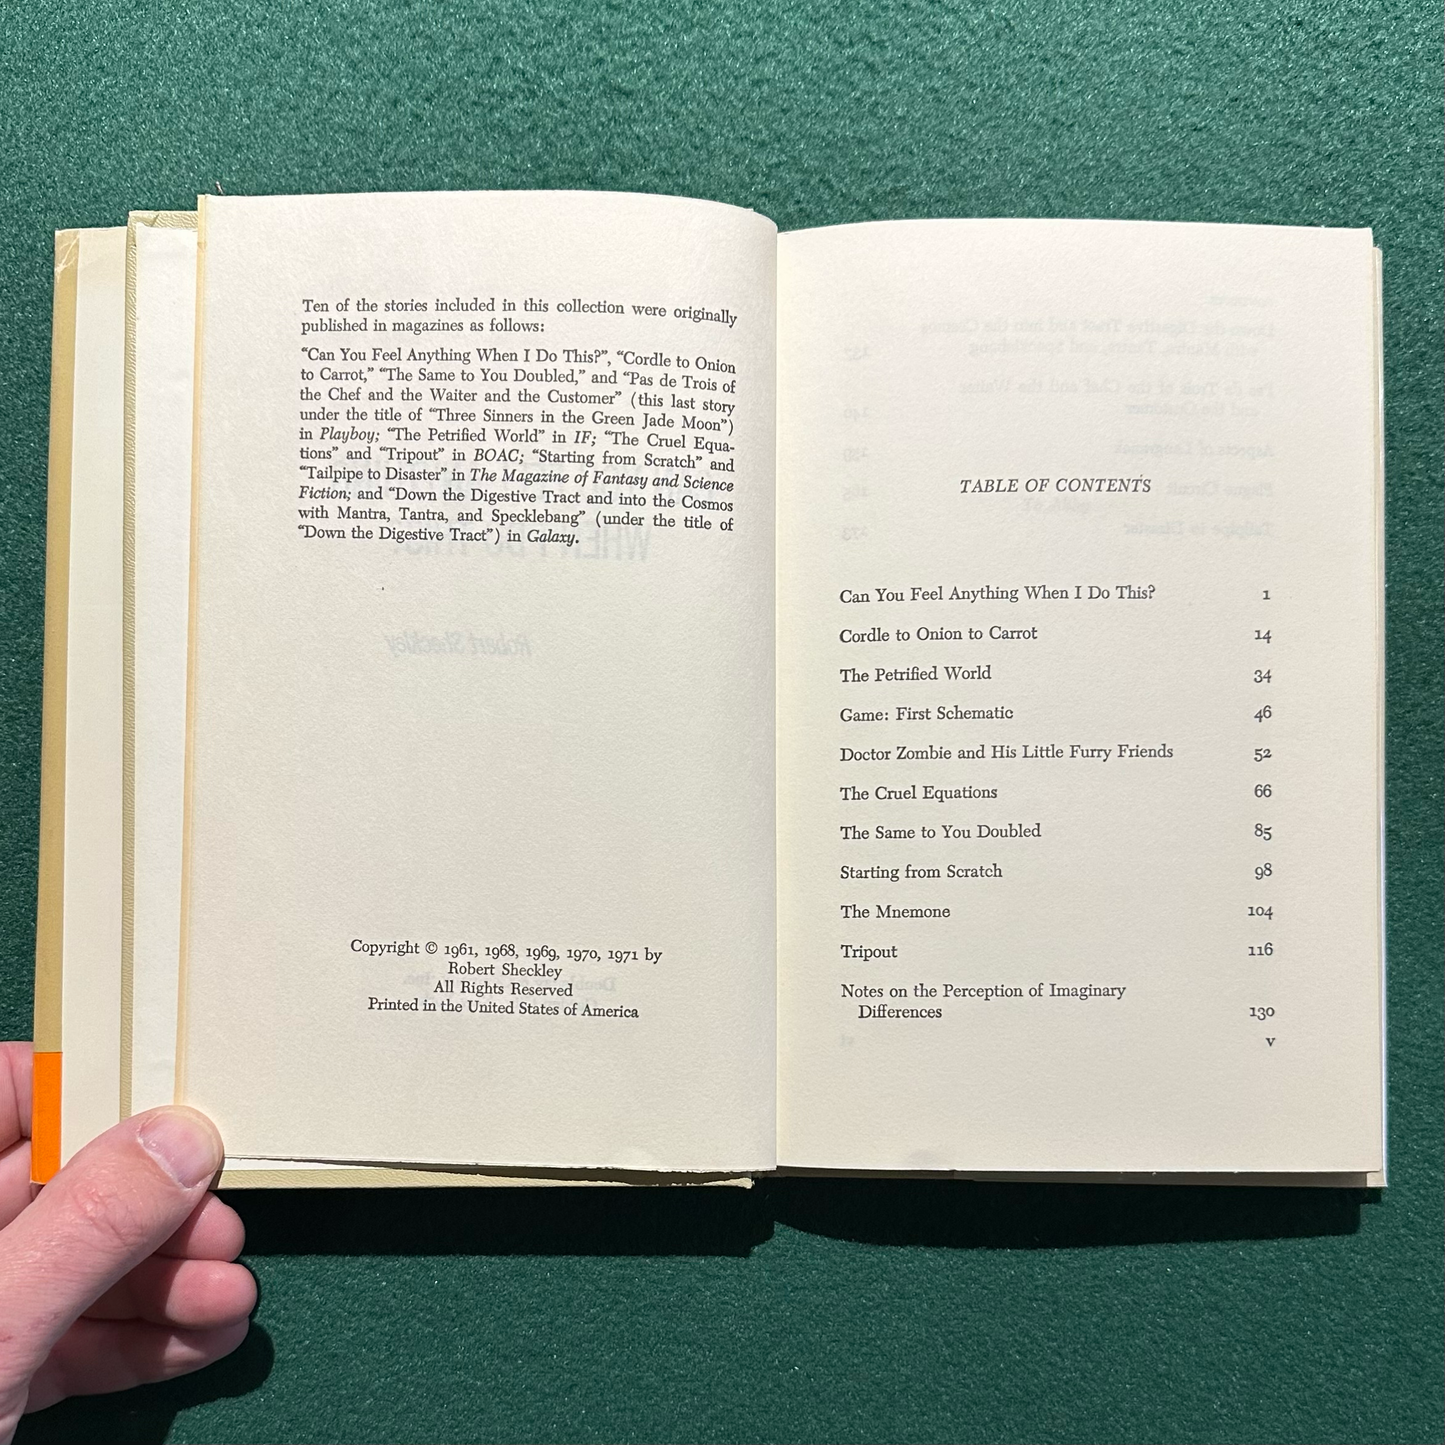 Ten of the stories included in this collection were originally
published in magazines as follows:
“Can You Feel Anything When I Do This?”, “Cordle to Onion
to Carrot,” “The Same to You Doubled,” and “Pas de Trois of
the Chef and the Waiter and the Customer” (this last story
under the title of “Three Sinners in the Green Jade Moon”)
in Playboy; “The Petrified World” in IF; “The Cruel Equa-
tions” and “Tripout” in BOAC; “Starting from Scratch” and
“Tailpipe to Disaster” in The Magazine of Fantasy and Science
Fiction; and “Down the Digestive Tract and into the Cosmos
with Mantra, Tantra, and Specklebang” (under the title of
“Down the Digestive Tract”) in Galaxy.
Copyright © 1961, 1968, 1969, 1970, 1971 by
Robert Sheckley
All Rights Reserved
Printed in the United States of America
TABLE OF CONTENTS
Can You Feel Anything When I Do This? 1
Cordle to Onion to Carrot 14
The Petrified World 34
Game: First Schematic 46
Doctor Zombie and His Little Furry Friends 52
The Cruel Equations 66
The Same to You Doubled 85
Starting from Scratch 98
The Mnemone 104
Tripout 116
Notes on the Perception of Imaginary
Differences 130
v